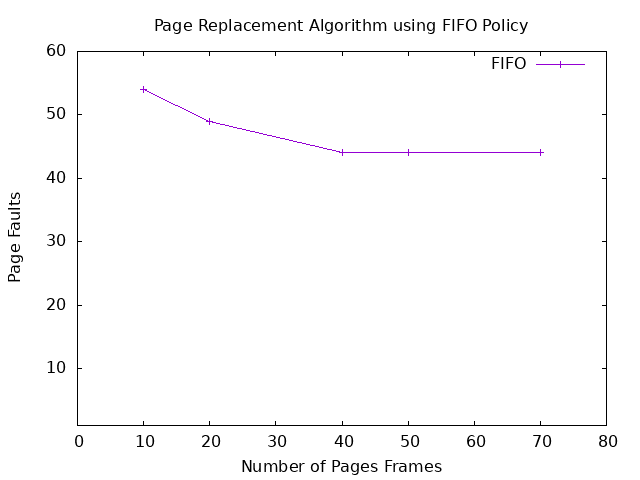 Page Replacement Algorithm using FIFO Policy
60
FIFO
50
40
30
20
10
Page Faults
0 10 20 30 40 50 60 70 80
Number of Pages Frames